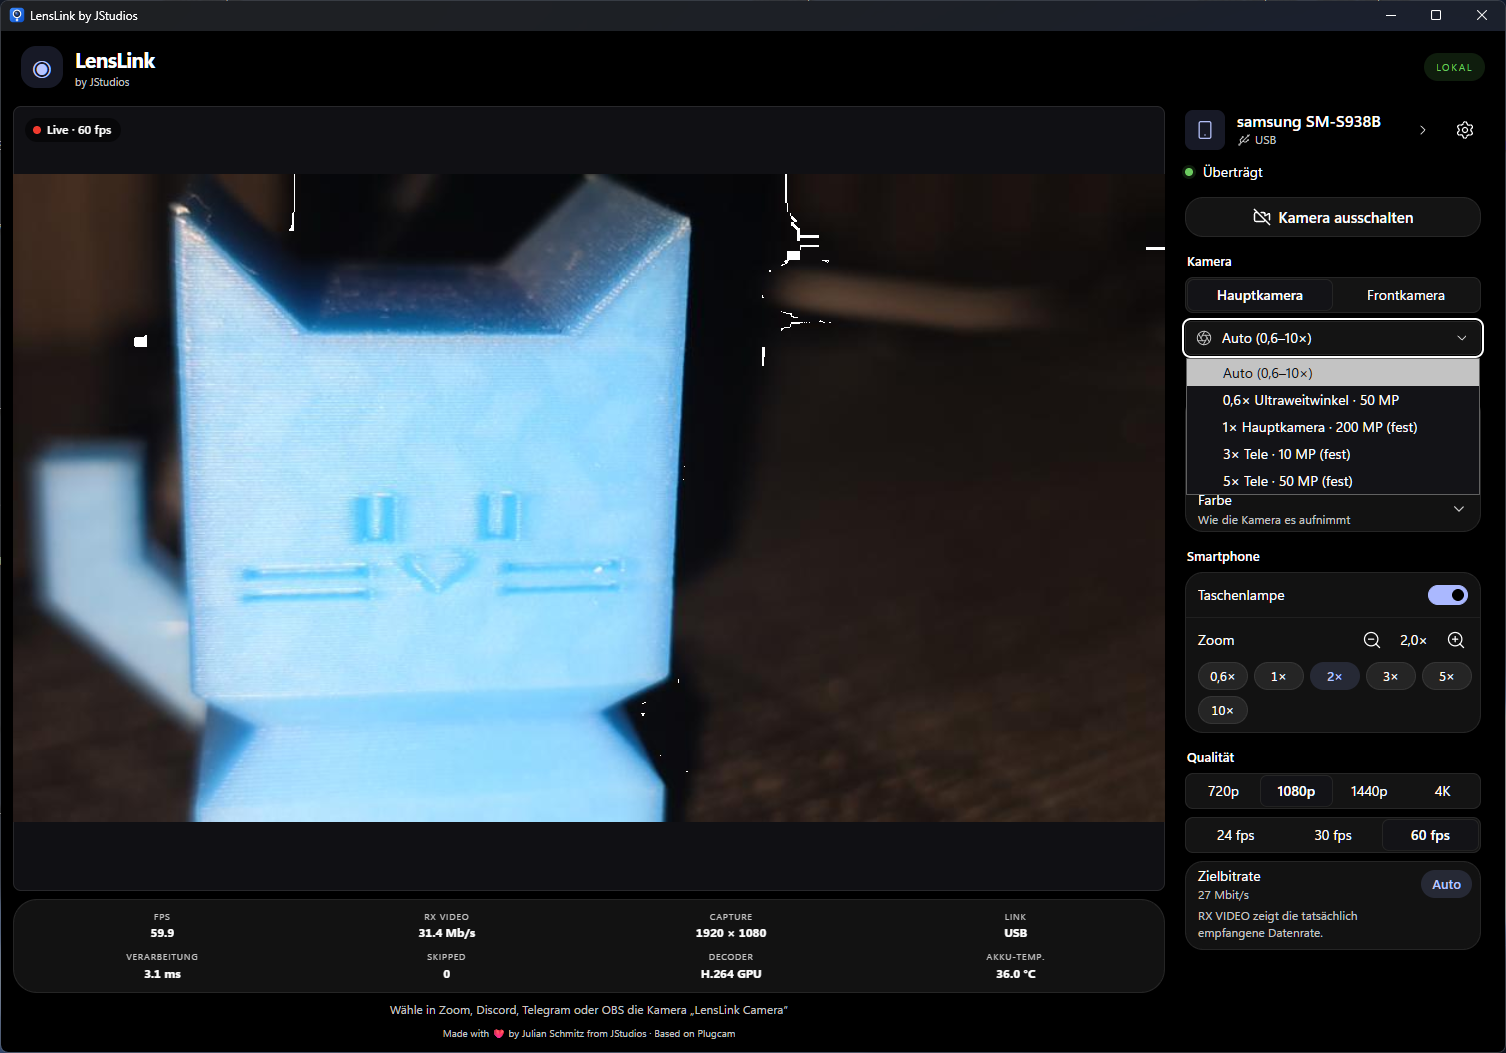 LensLink by JStudios
LensLink
by JStudios
LOKAL
Live · 60 fps
samsung SM-S938B
USB
Überträgt
Kamera ausschalten
Kamera
Hauptkamera
Frontkamera
Auto (0,6–10×)
Auto (0,6–10×)
0,6× Ultraweitwinkel · 50 MP
1× Hauptkamera · 200 MP (fest)
3× Tele · 10 MP (fest)
5× Tele · 50 MP (fest)
Farbe
Wie die Kamera es aufnimmt
Smartphone
Taschenlampe
Zoom
2,0×
0,6× 1× 2× 3× 5×
10×
Qualität
720p 1080p 1440p 4K
24 fps 30 fps 60 fps
Zielbitrate
27 Mbit/s
Auto
RX VIDEO zeigt die tatsächlich
empfangene Datenrate.
FPS RX VIDEO CAPTURE LINK
59.9 31.4 Mb/s 1920 × 1080 USB
VERARBEITUNG SKIPPED DECODER AKKU-TEMP.
3.1 ms 0 H.264 GPU 36.0 °C
Wähle in Zoom, Discord, Telegram oder OBS die Kamera „LensLink Camera“
Made with ❤ by Julian Schmitz from JStudios · Based on Plugcam